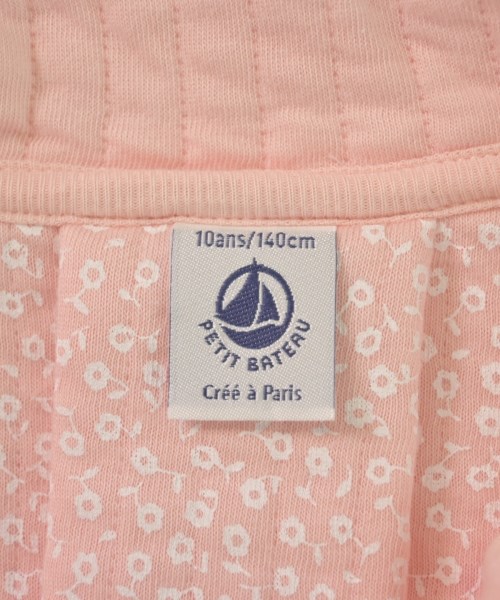 10ans/140cm
PETIT BATEAU
Créé à Paris